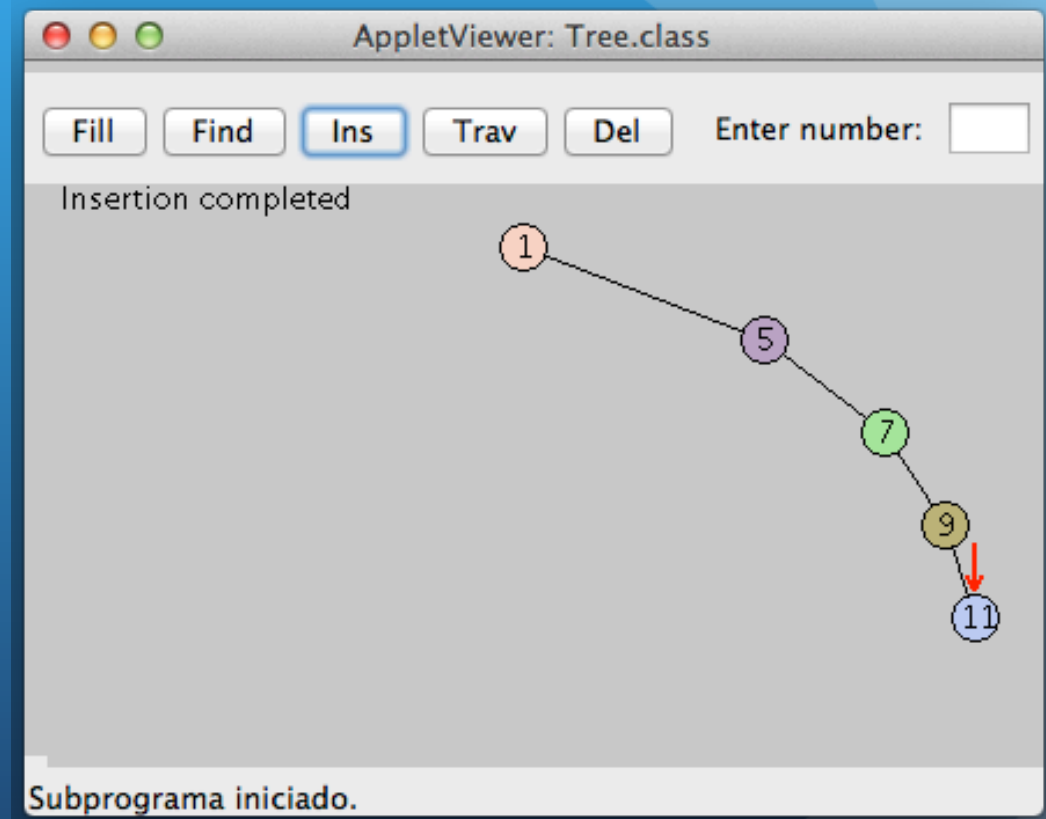 AppletViewer: Tree.class
Fill Find Ins Trav Del Enter number:
Insertion completed
1
5
7
9
11
Subprograma iniciado.